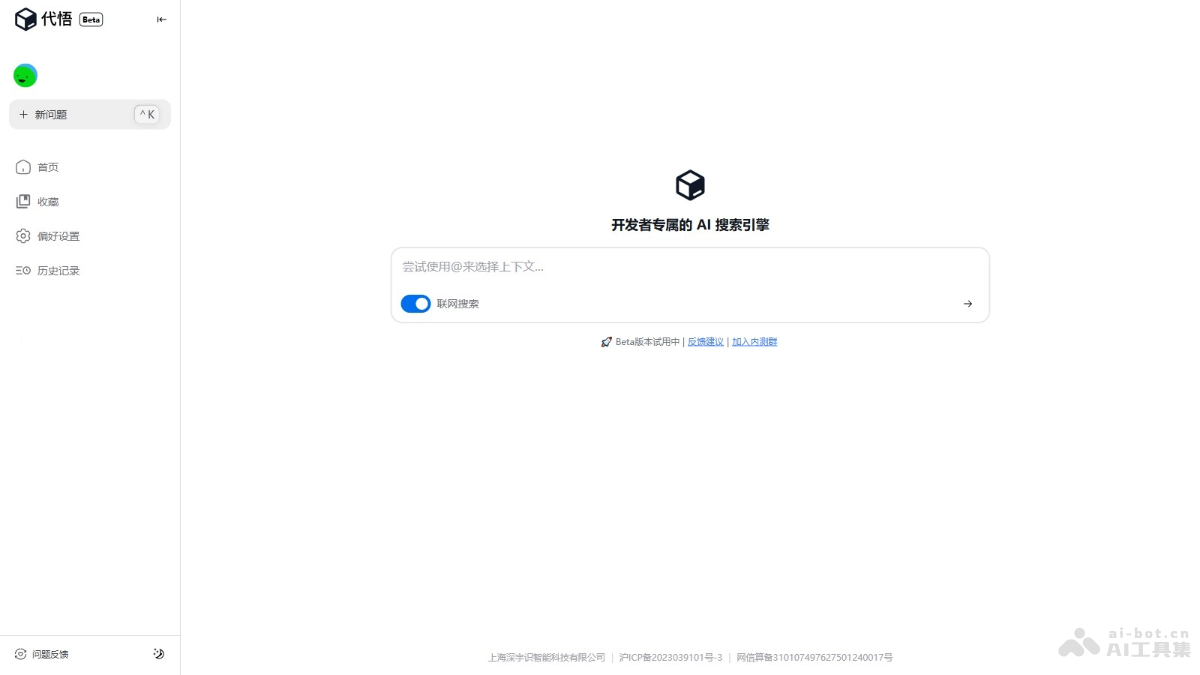 代悟 Beta
+ 新问题 ^ K
首页
收藏
偏好设置
历史记录
开发者专属的 AI 搜索引擎
尝试使用@来选择上下文...
联网搜索
🚀 Beta版本试用中 | 反馈建议 | 加入内测群
问题反馈
上海深宇识智能科技有限公司 | 沪ICP备2023039101号-3 | 网信算备310107497627501240017号
ai-bot.cn
AI工具集